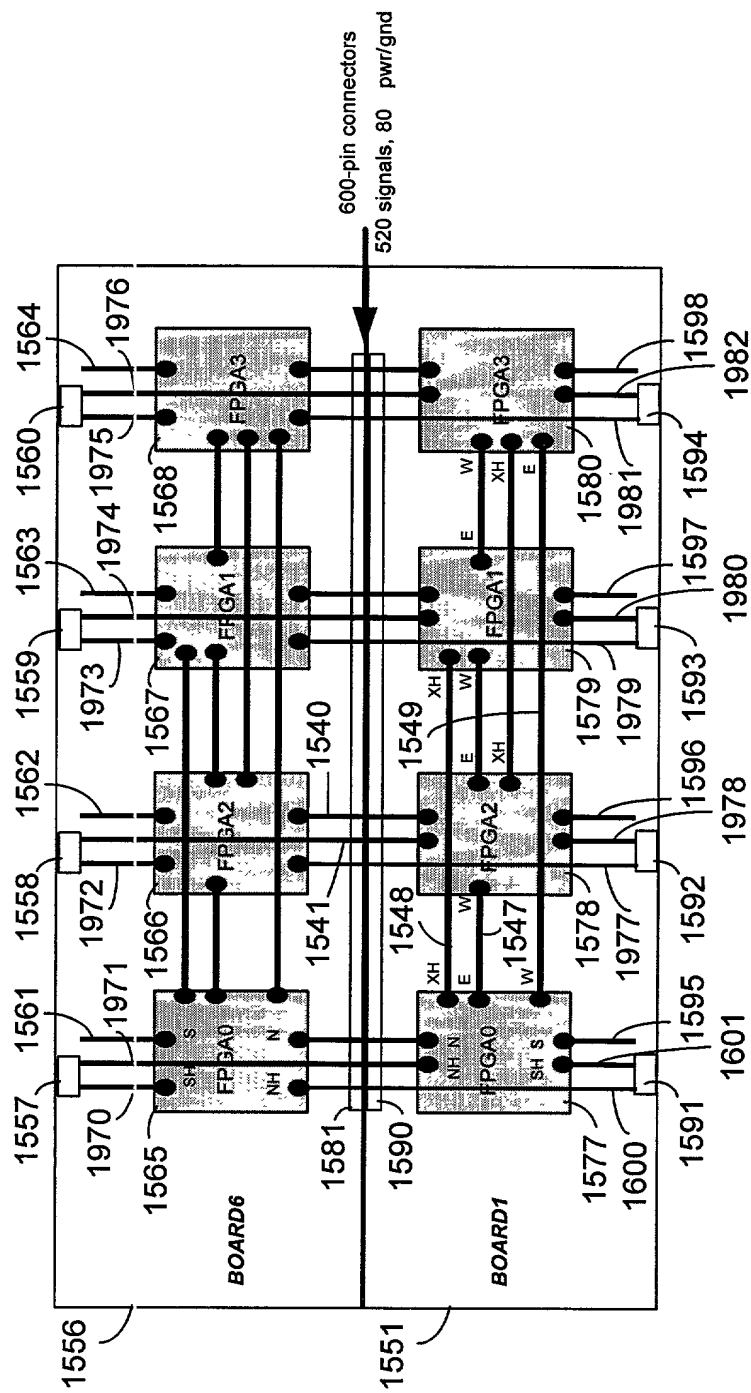 1557
1561
1558
1562
1559
1563
1560
1564
1970
1971
1972
1973
1974
1975
1976
1556
1565
1566
1567
1568
SH
S
FPGA0
FPGA2
FPGA1
FPGA3
NH
N
BOARD6
1540
1541
1581
1590
600-pin connectors
520 signals, 80 pwr/gnd
1551
BOARD1
NH
N
FPGA0
SH
S
XH
E
W
1548
1547
W
FPGA2
E
XH
1549
XH
W
FPGA1
E
W
XH
E
FPGA3
1577
1578
1579
1580
1600
1591
1601
1595
1977
1592
1978
1596
1979
1593
1980
1597
1981
1594
1982
1598